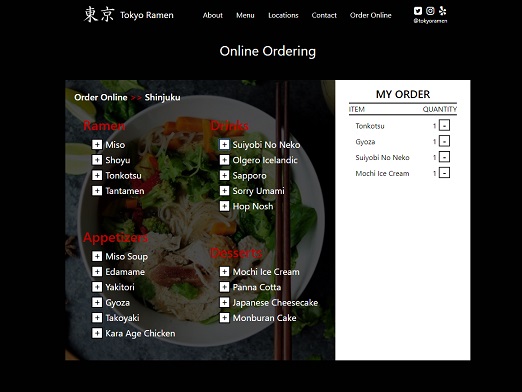 東京 Tokyo Ramen
About Menu Locations Contact Order Online
@tokyoramen
Online Ordering
Order Online >> Shinjuku
Ramen
+ Miso
+ Shoyu
+ Tonkotsu
+ Tantamen
Drinks
+ Suiyobi No Neko
+ Olgero Icelandic
+ Sapporo
+ Sorry Umami
+ Hop Nosh
Appetizers
+ Miso Soup
+ Edamame
+ Yakitori
+ Gyoza
+ Takoyaki
+ Kara Age Chicken
Desserts
+ Mochi Ice Cream
+ Panna Cotta
+ Japanese Cheesecake
+ Monburan Cake
MY ORDER
ITEM QUANTITY
Tonkotsu 1 -
Gyoza 1 -
Suiyobi No Neko 1 -
Mochi Ice Cream 1 -